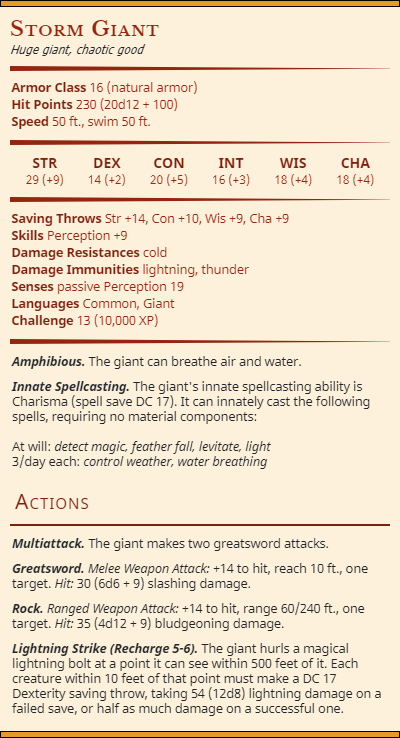 Storm Giant
Huge giant, chaotic good
Armor Class 16 (natural armor)
Hit Points 230 (20d12 + 100)
Speed 50 ft., swim 50 ft.
STR DEX CON INT WIS CHA
29 (+9) 14 (+2) 20 (+5) 16 (+3) 18 (+4) 18 (+4)
Saving Throws Str +14, Con +10, Wis +9, Cha +9
Skills Perception +9
Damage Resistances cold
Damage Immunities lightning, thunder
Senses passive Perception 19
Languages Common, Giant
Challenge 13 (10,000 XP)
Amphibious. The giant can breathe air and water.
Innate Spellcasting. The giant's innate spellcasting ability is
Charisma (spell save DC 17). It can innately cast the following
spells, requiring no material components:
At will: detect magic, feather fall, levitate, light
3/day each: control weather, water breathing
Actions
Multiattack. The giant makes two greatsword attacks.
Greatsword. Melee Weapon Attack: +14 to hit, reach 10 ft., one
target. Hit: 30 (6d6 + 9) slashing damage.
Rock. Ranged Weapon Attack: +14 to hit, range 60/240 ft., one
target. Hit: 35 (4d12 + 9) bludgeoning damage.
Lightning Strike (Recharge 5-6). The giant hurls a magical
lightning bolt at a point it can see within 500 feet of it. Each
creature within 10 feet of that point must make a DC 17
Dexterity saving throw, taking 54 (12d8) lightning damage on a
failed save, or half as much damage on a successful one.